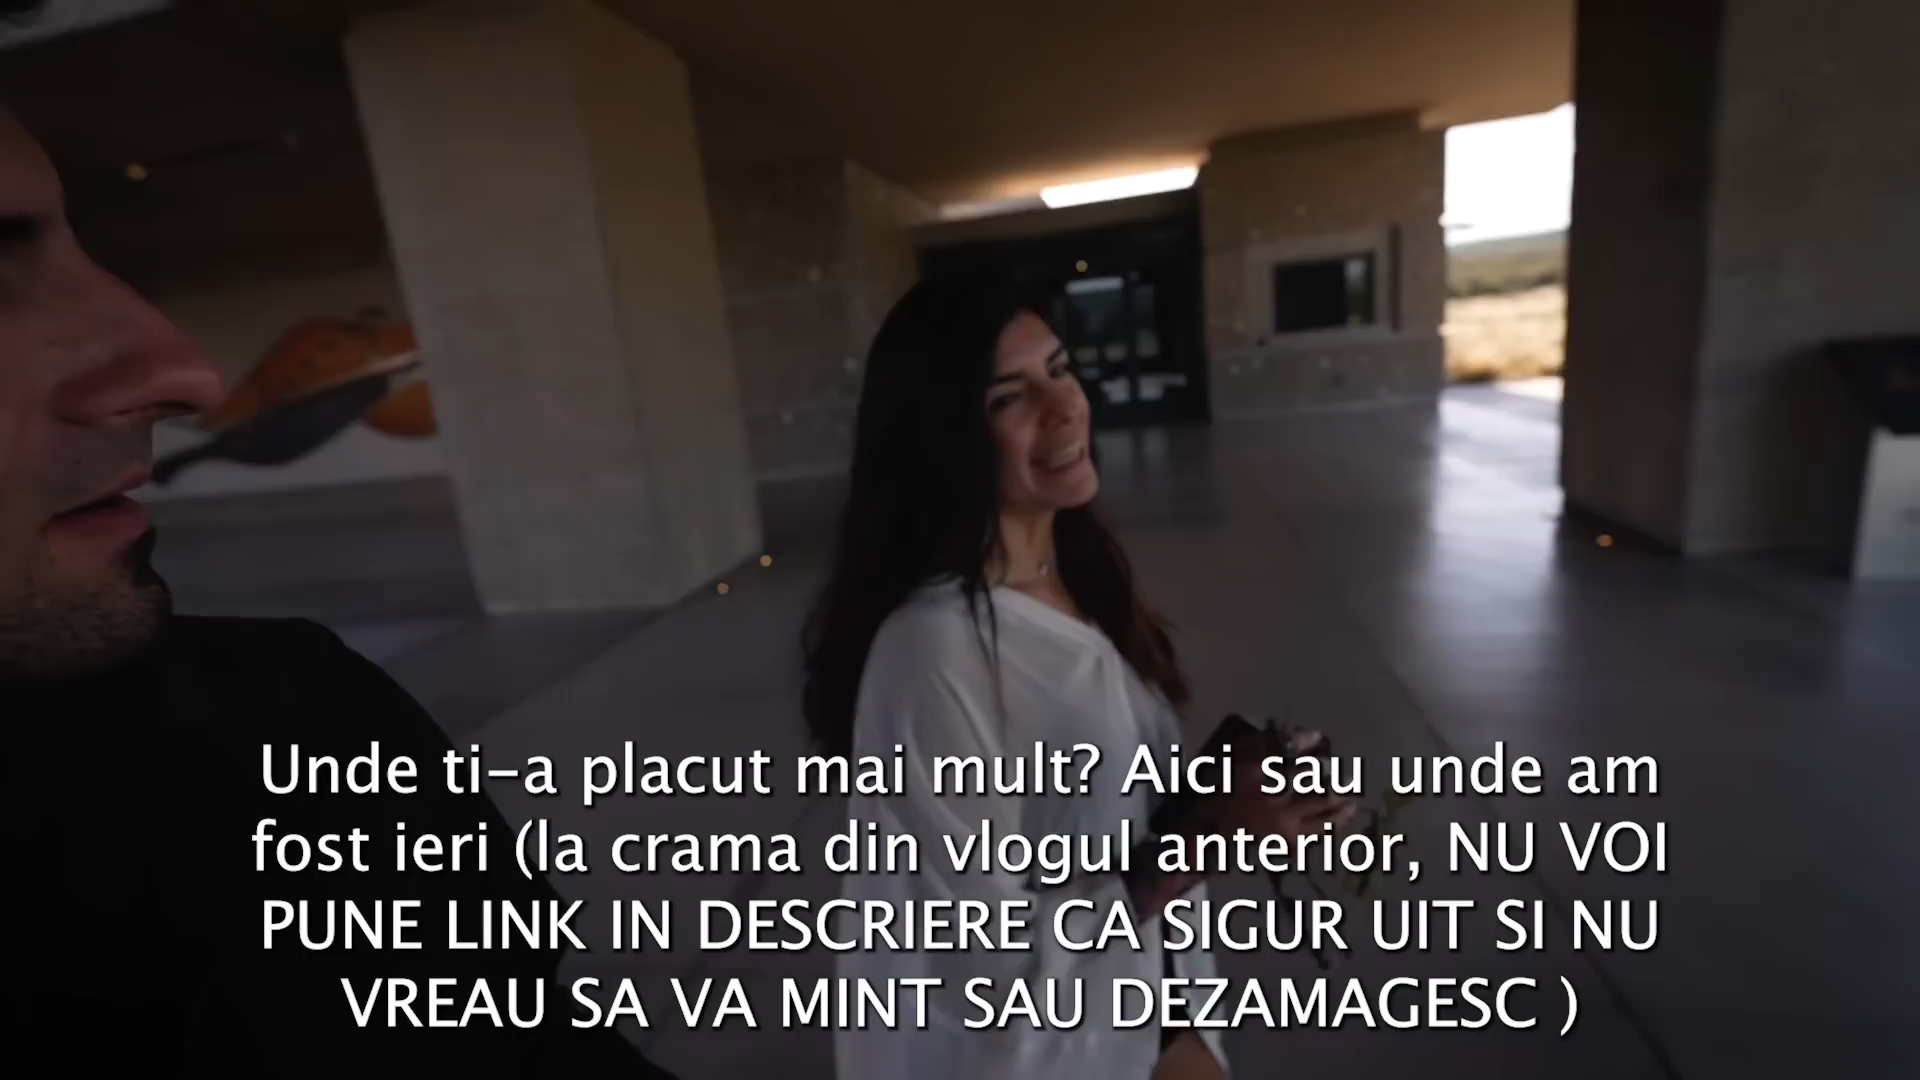 Unde ti-a placut mai mult? Aici sau unde am
fost ieri (la crama din vlogul anterior, NU VOI
PUNE LINK IN DESCRIERE CA SIGUR UIT SI NU
VREAU SA VA MINT SAU DEZAMAGESC )